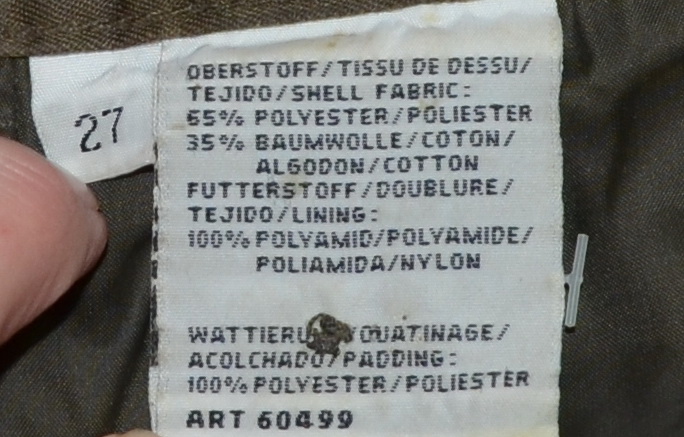 27
OBERSTOFF/TISSU DE DESSU/
TEJIDO/SHELL FABRIC:
65% POLYESTER/POLIESTER
35% BAUMWOLLE/COTON/
ALGODON/COTTON
FUTTERSTOFF/DOUBLURE/
TEJIDO/LINING:
100% POLYAMID/POLYAMIDE/
POLIAMIDA/NYLON
OUATINAGE/
ACOLCHADO/PADDING:
100% POLYESTER/POLIESTER
ART 60499